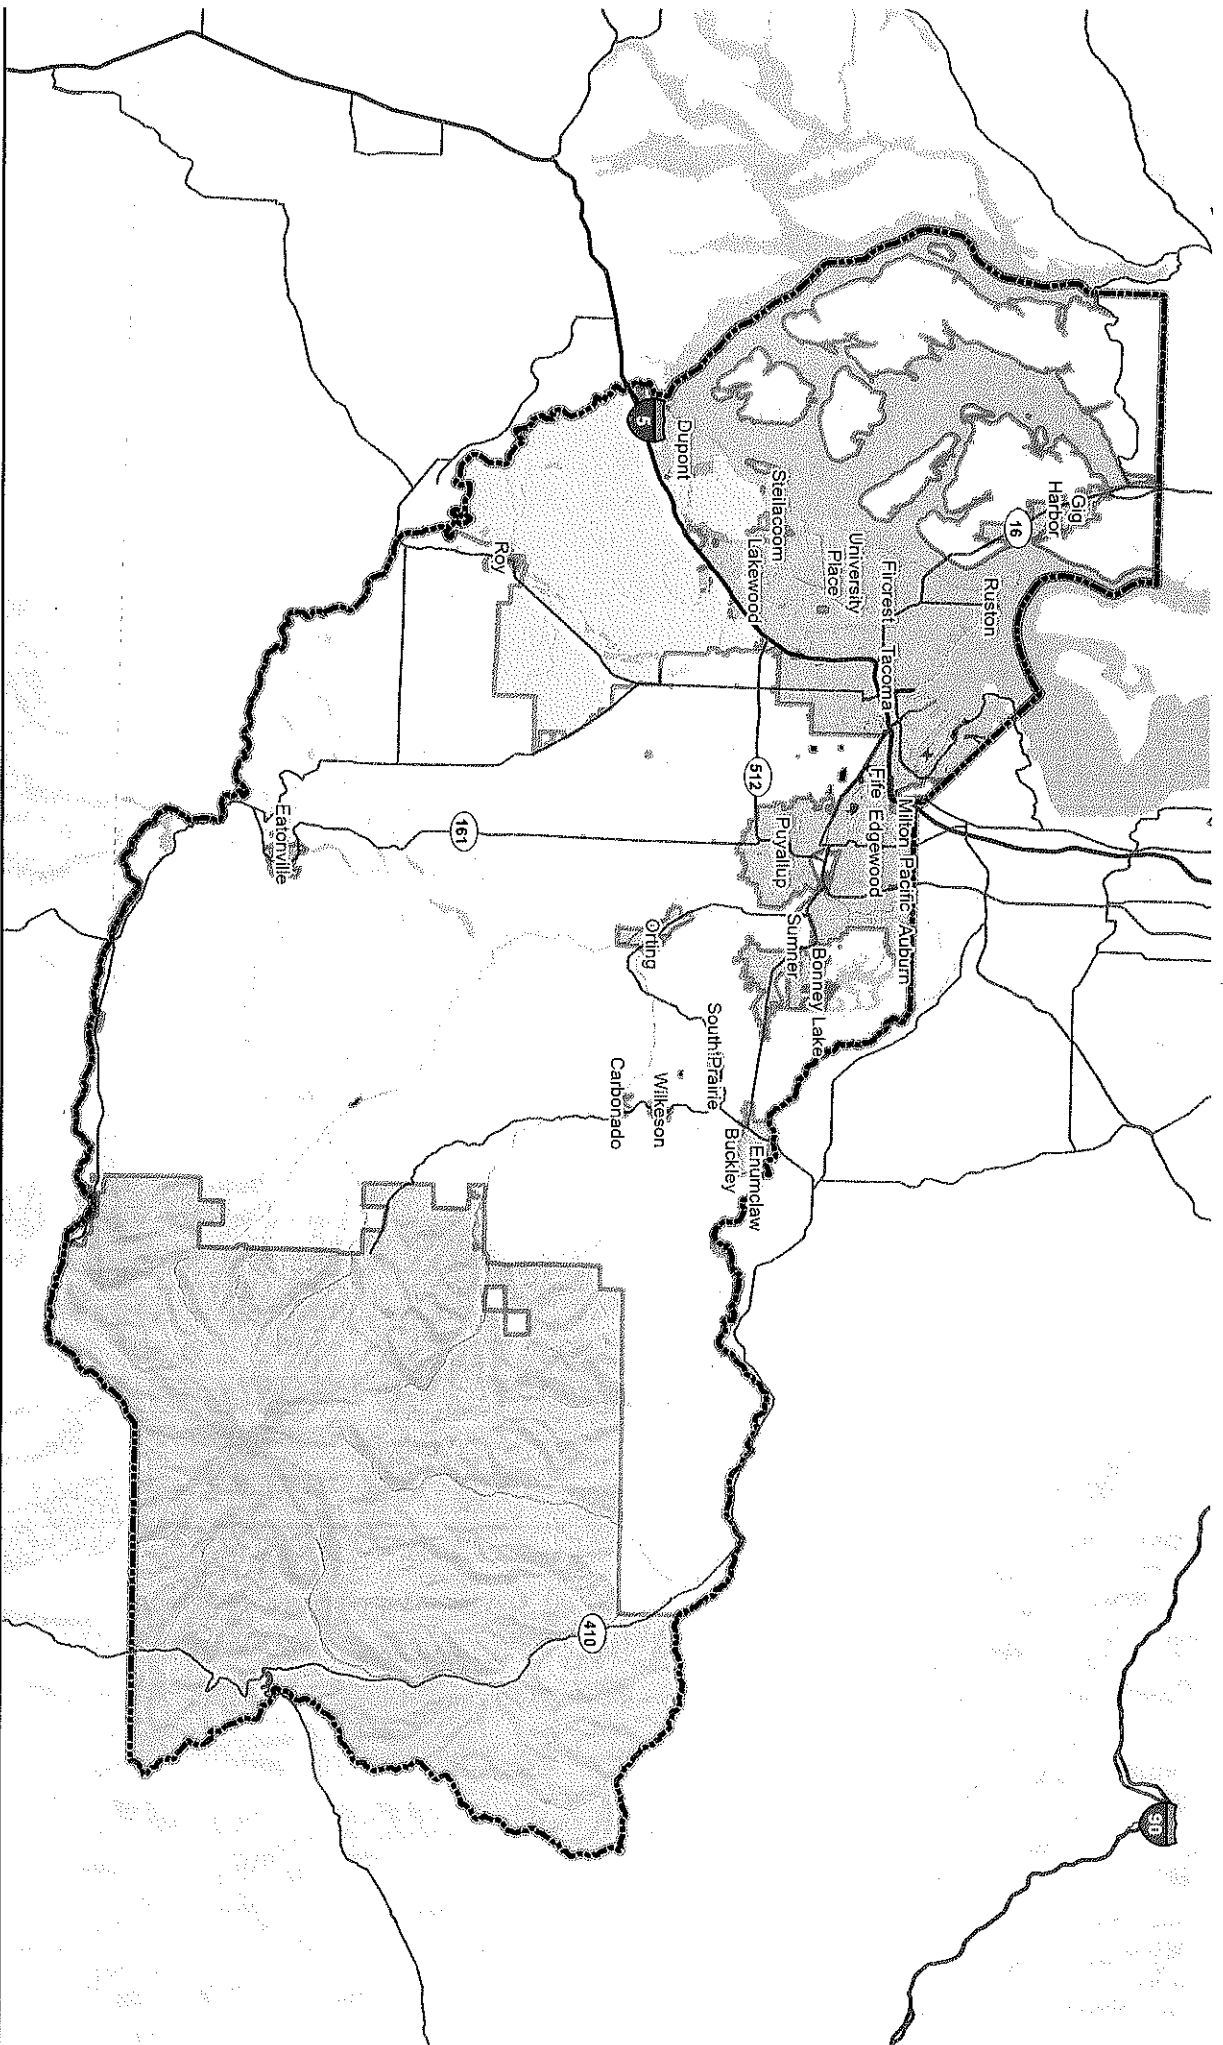 Gig
Harbor
16
Ruston
Fircrest
Tacoma
University
Place
Steilacoom
Lakewood
Dupont
5
Roy
512
Fife
Edgewood
Milton
Pacific
Auburn
Puyallup
Sumner
Bonney Lake
161
Orting
Eatonville
South Prairie
Buckley
Enumclaw
Wilkeson
Carbonado
410
90